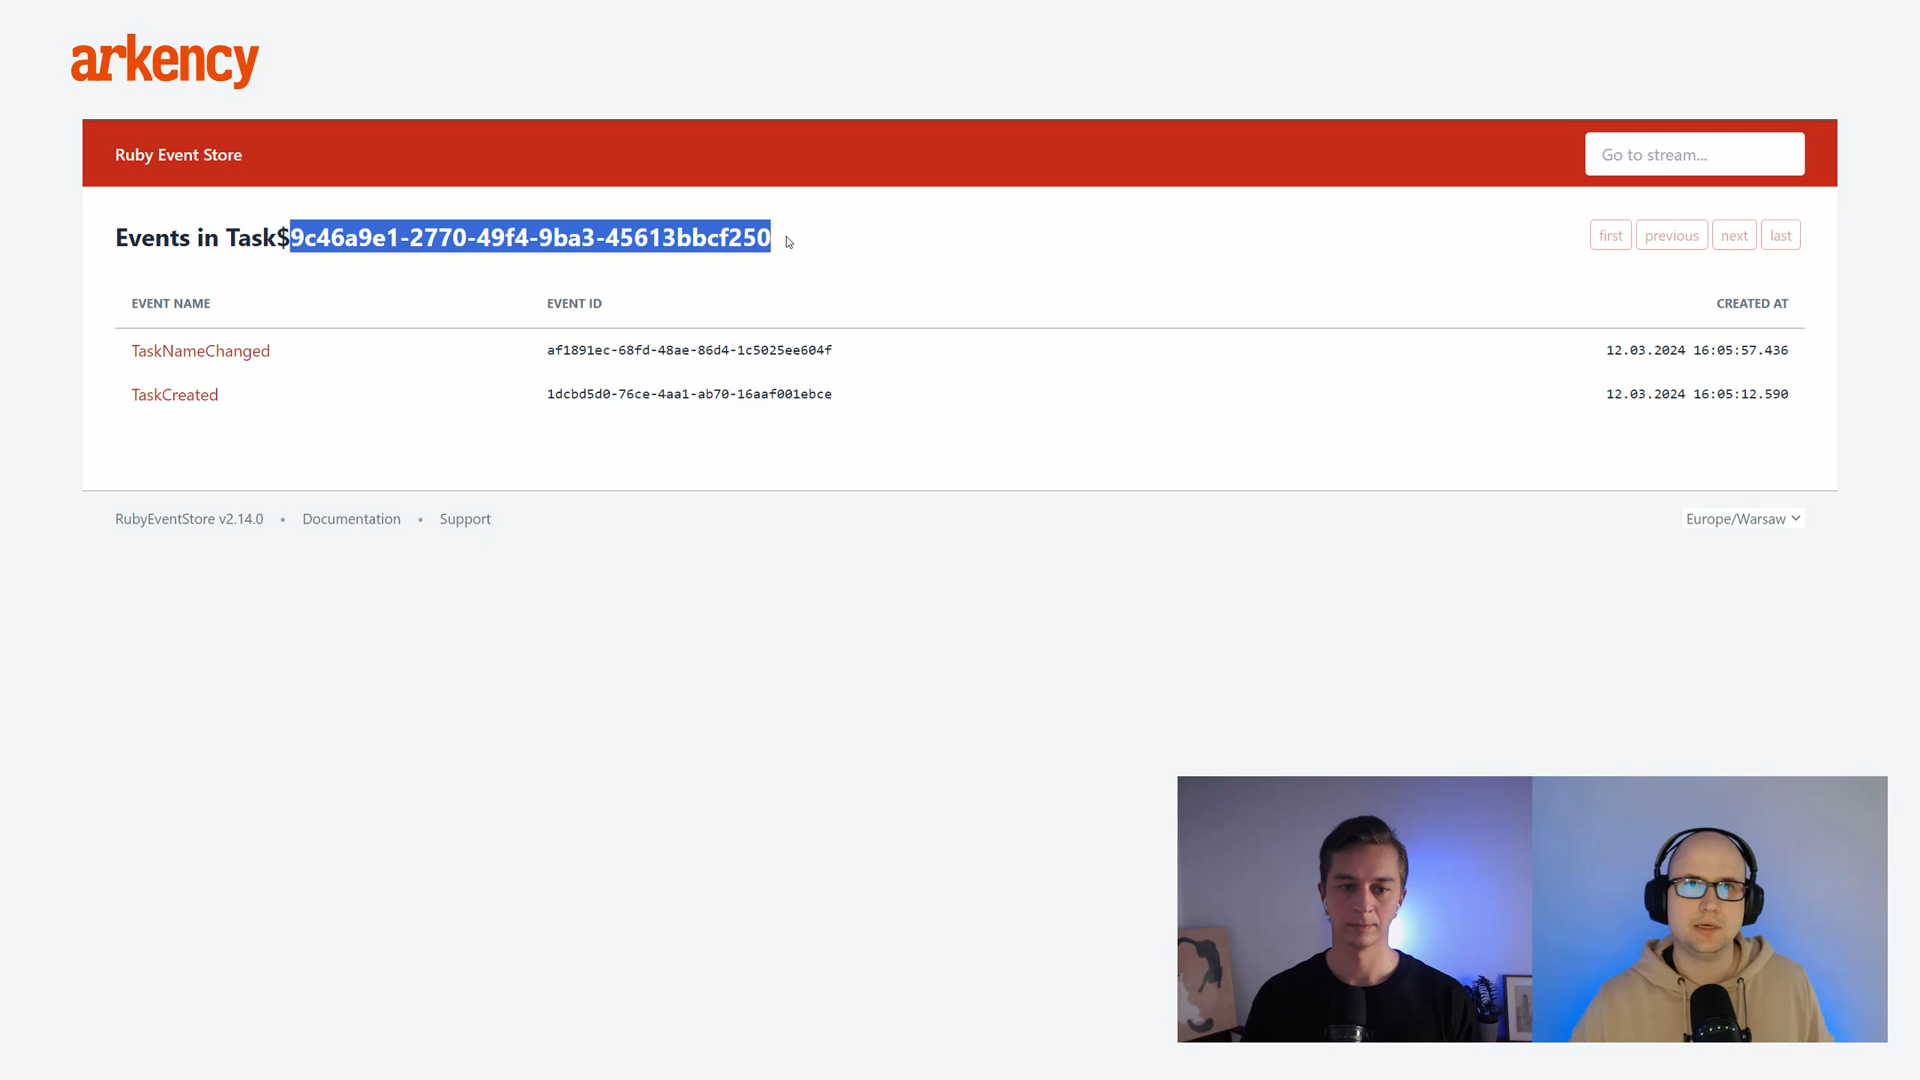 arkency
Ruby Event Store
Go to stream...
Events in Task$9c46a9e1-2770-49f4-9ba3-45613bbcf250
first previous next last
EVENT NAME EVENT ID CREATED AT
TaskNameChanged af1891ec-68fd-48ae-86d4-1c5025ee604f 12.03.2024 16:05:57.436
TaskCreated 1dcbd5d0-76ce-4aa1-ab70-16aaf001ebce 12.03.2024 16:05:12.590
RubyEventStore v2.14.0 • Documentation • Support
Europe/Warsaw